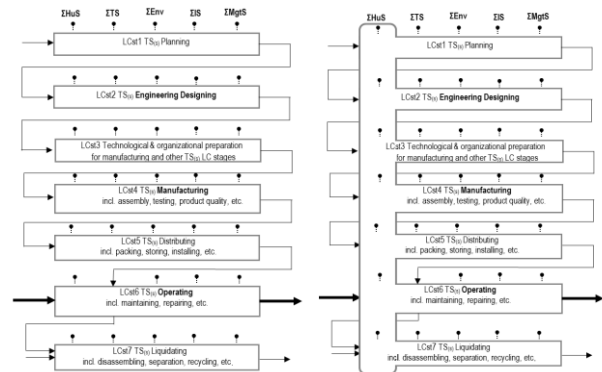 ΣHuS ΣTS ΣEnv ΣIS ΣMgtS
LCst1 TS(s) Planning
LCst2 TS(s) Engineering Designing
LCst3 Technological & organizational preparation
for manufacturing and other TS(s) LC stages
LCst4 TS(s) Manufacturing
incl. assembly, testing, product quality, etc.
LCst5 TS(s) Distributing
incl. packing, storing, installing, etc.
LCst6 TS(s) Operating
incl. maintaining, repairing, etc.
LCst7 TS(s) Liquidating
incl. disassembling, separation, recycling, etc.
ΣHuS ΣTS ΣEnv ΣIS ΣMgtS
LCst1 TS(s) Planning
LCst2 TS(s) Engineering Designing
LCst3 Technological & organizational preparation
for manufacturing and other TS(s) LC stages
LCst4 TS(s) Manufacturing
incl. assembly, testing, product quality, etc.
LCst5 TS(s) Distributing
incl. packing, storing, installing, etc.
LCst6 TS(s) Operating
incl. maintaining, repairing, etc.
LCst7 TS(s) Liquidating
incl. disassembling, separation, recycling, etc.